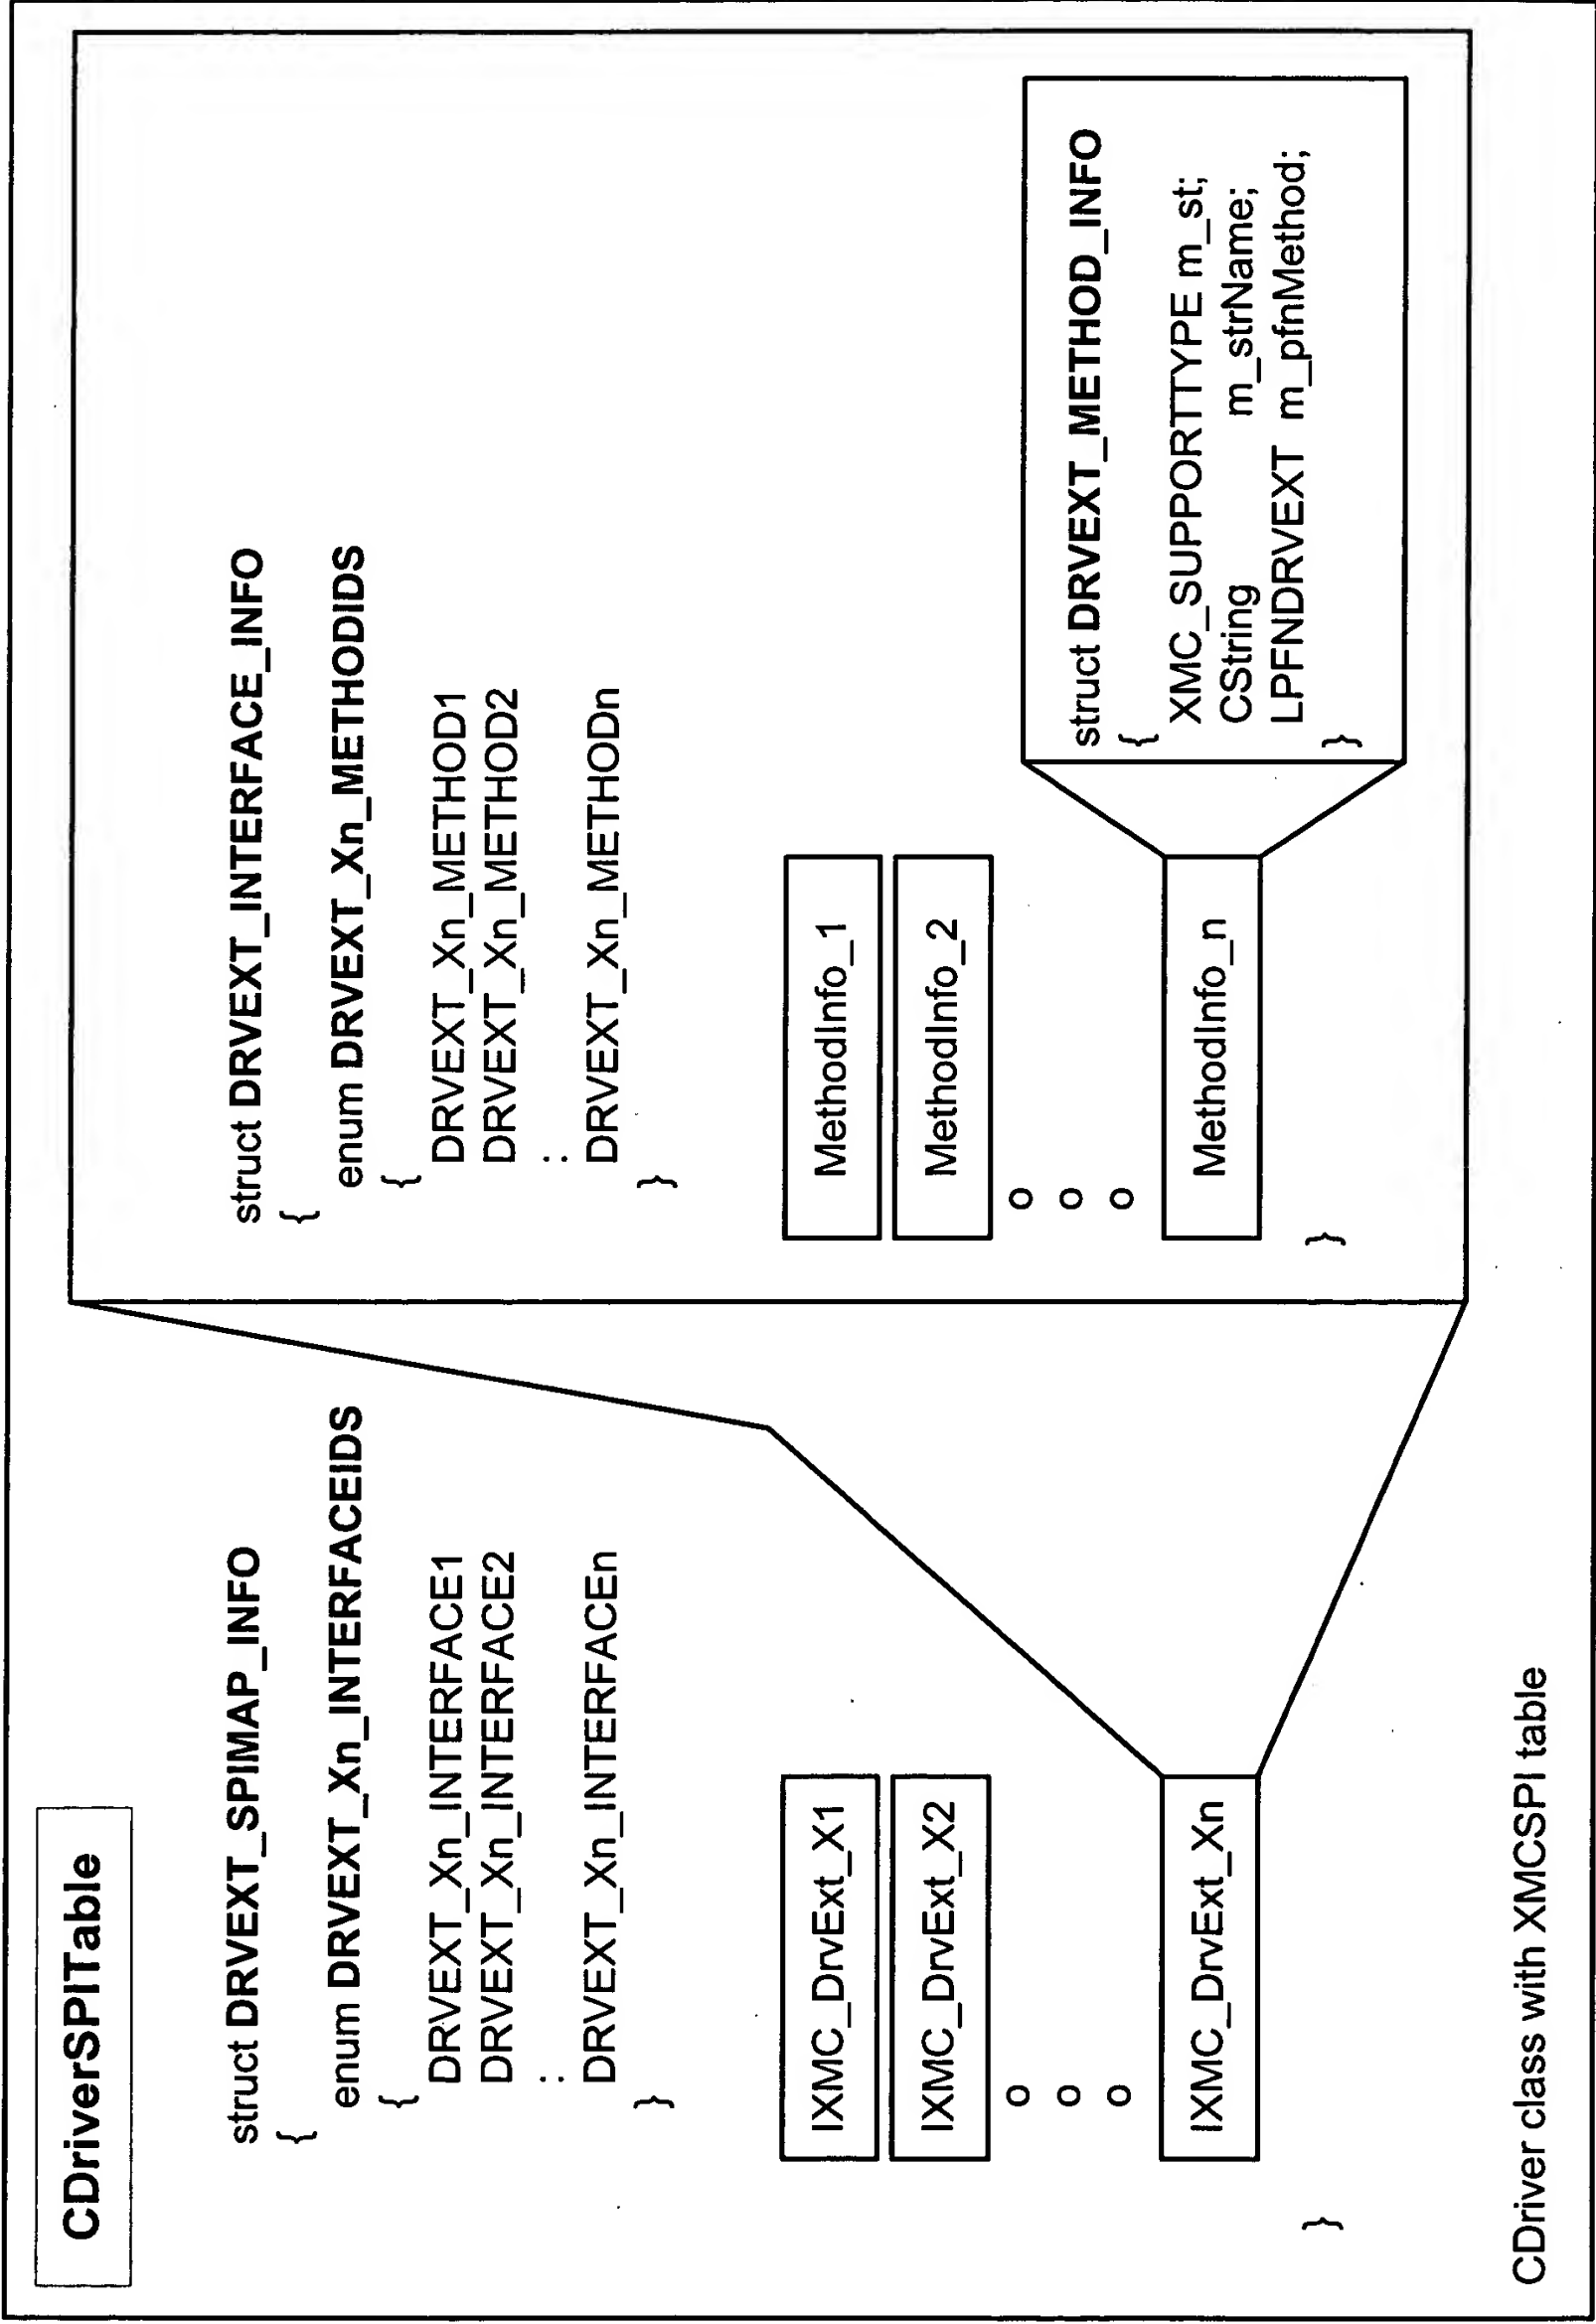 CDriverSPITable
struct DRVEXT_SPIMAP_INFO
{
enum DRVEXT_Xn_INTERFACEIDS
{
DRVEXT_Xn_INTERFACE1
DRVEXT_Xn_INTERFACE2
:
DRVEXT_Xn_INTERFACEn
}
IXMC_DrvExt_X1
IXMC_DrvExt_X2
o
o
o
IXMC_DrvExt_Xn
}
struct DRVEXT_INTERFACE_INFO
{
enum DRVEXT_Xn_METHODIDS
{
DRVEXT_Xn_METHOD1
DRVEXT_Xn_METHOD2
:
DRVEXT_Xn_METHODn
}
MethodInfo_1
MethodInfo_2
o
o
o
MethodInfo_n
}
struct DRVEXT_METHOD_INFO
{
XMC_SUPPORTTYPE m_st;
CString m_strName;
LPFNDRVEXT m_pfnMethod;
}
CDriver class with XMCSPI table